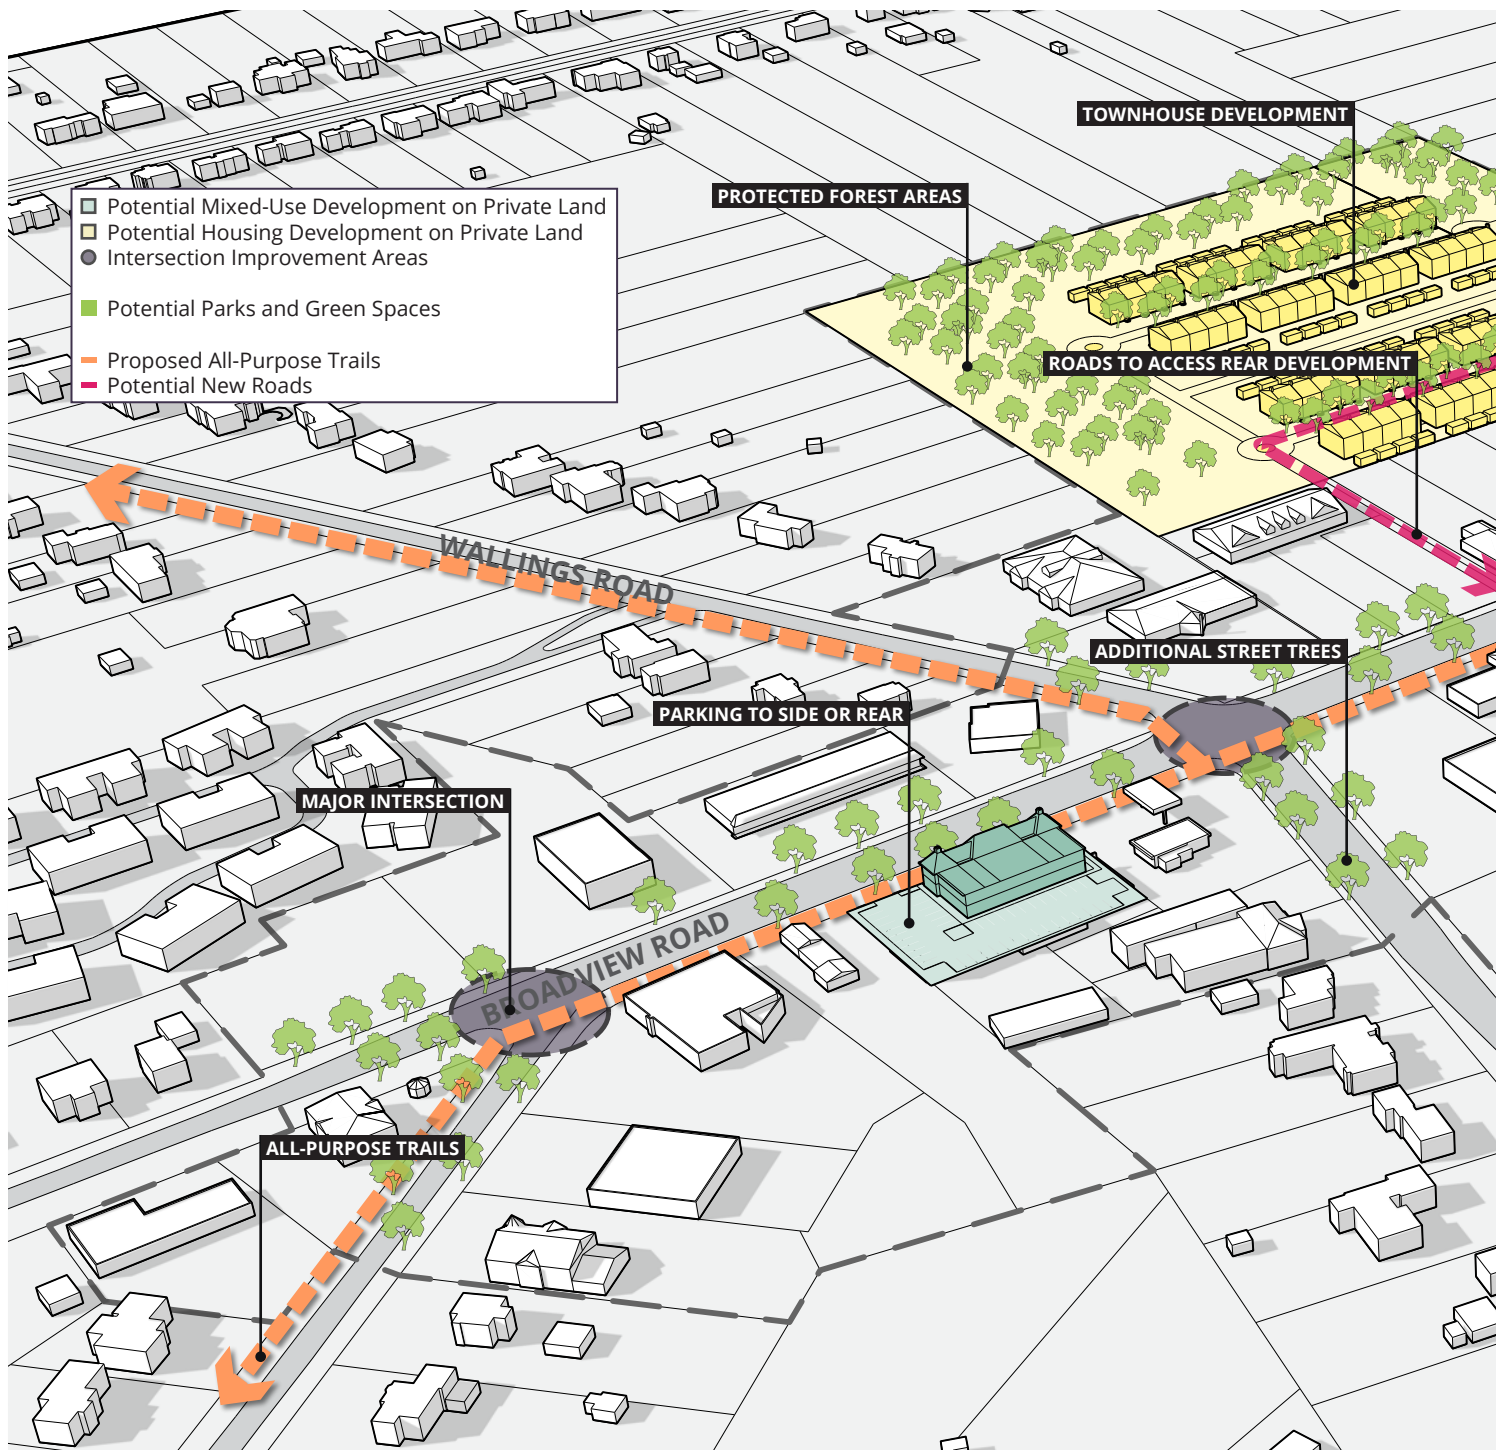 TOWNHOUSE DEVELOPMENT
PROTECTED FOREST AREAS
Potential Mixed-Use Development on Private Land
Potential Housing Development on Private Land
Intersection Improvement Areas
Potential Parks and Green Spaces
Proposed All-Purpose Trails
Potential New Roads
ROADS TO ACCESS REAR DEVELOPMENT
WALLINGS ROAD
ADDITIONAL STREET TREES
PARKING TO SIDE OR REAR
MAJOR INTERSECTION
BROADVIEW ROAD
ALL-PURPOSE TRAILS